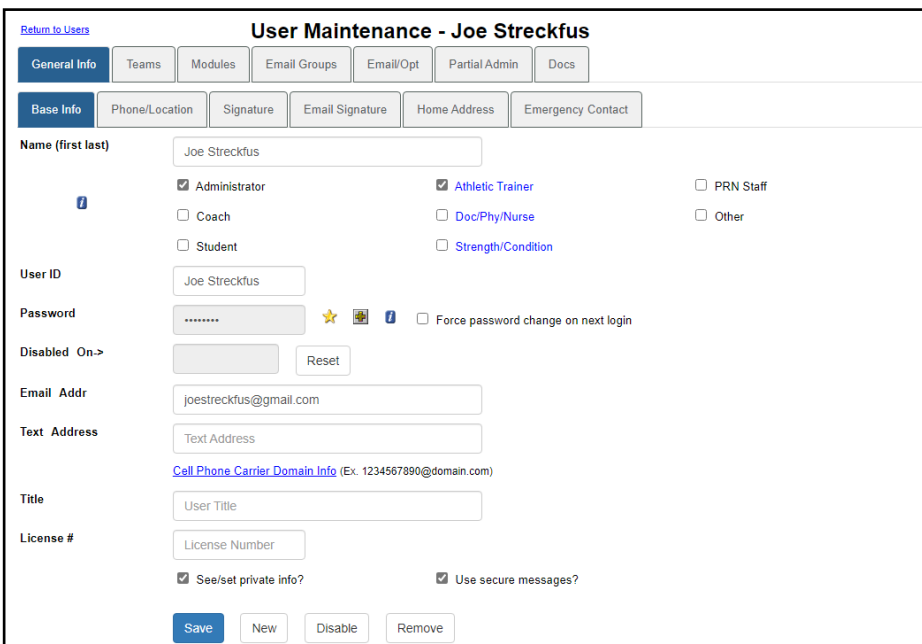 Return to Users
User Maintenance - Joe Streckfus
General Info Teams Modules Email Groups Email/Opt Partial Admin Docs
Base Info Phone/Location Signature Email Signature Home Address Emergency Contact
Name (first last) Joe Streckfus
Administrator Athletic Trainer PRN Staff
i
Coach Doc/Phy/Nurse Other
Student Strength/Condition
User ID Joe Streckfus
Password •••••••• i Force password change on next login
Disabled On-> Reset
Email Addr joestreckfus@gmail.com
Text Address Text Address
Cell Phone Carrier Domain Info (Ex. 1234567890@domain.com)
Title User Title
License # License Number
See/set private info? Use secure messages?
Save New Disable Remove